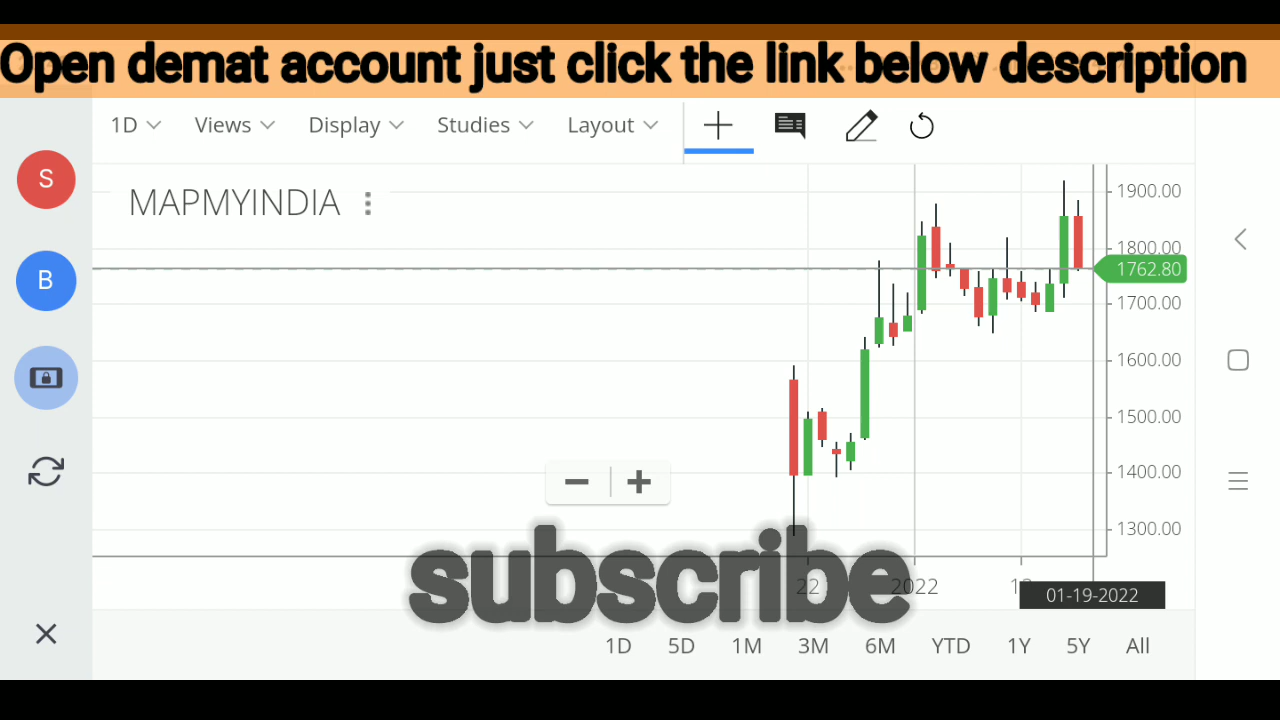 Open demat account just click the link below description
1D Views Display Studies Layout
S
MAPMYINDIA
1900.00
1800.00
B
1762.80
1700.00
1600.00
1500.00
1400.00
1300.00
subscribe
22 2022
01-19-2022
1D 5D 1M 3M 6M YTD 1Y 5Y All